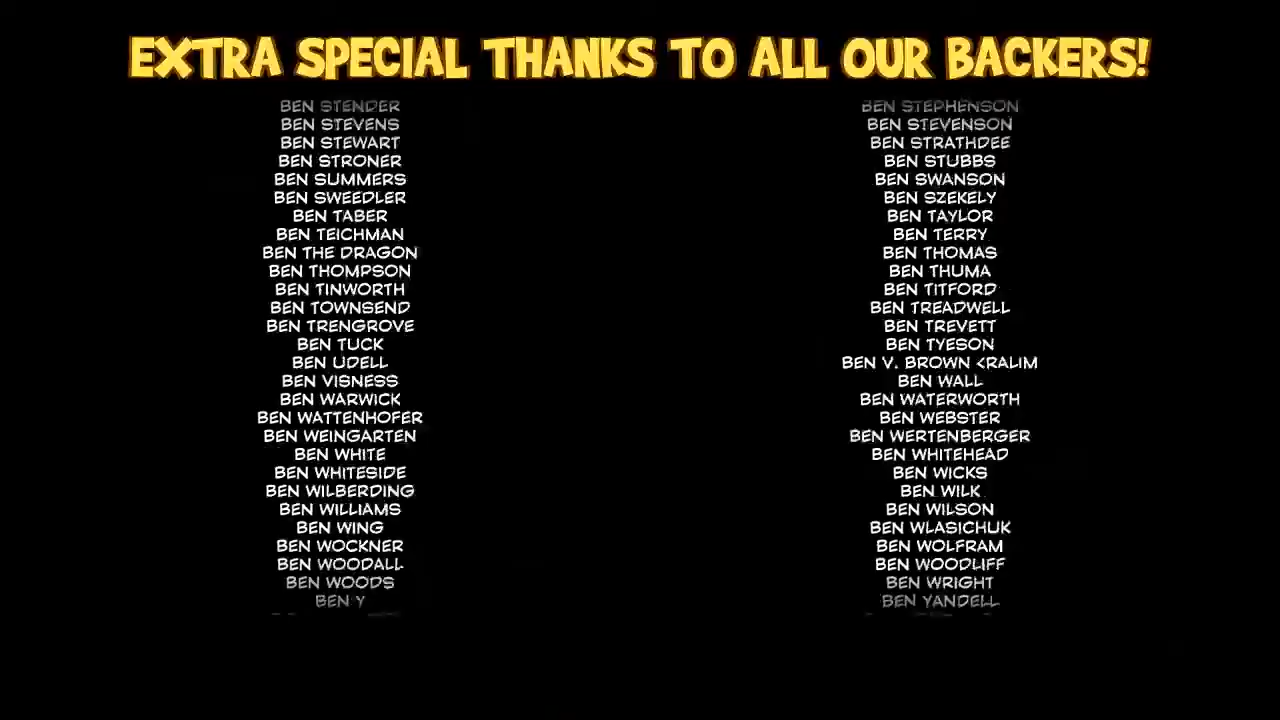 EXTRA SPECIAL THANKS TO ALL OUR BACKERS!
BEN STENDER
BEN STEVENS
BEN STEWART
BEN STRONER
BEN SUMMERS
BEN SWEEDLER
BEN TABER
BEN TEICHMAN
BEN THE DRAGON
BEN THOMPSON
BEN TINWORTH
BEN TOWNSEND
BEN TRENGROVE
BEN TUCK
BEN UDELL
BEN VISNESS
BEN WARWICK
BEN WATTENHOFER
BEN WEINGARTEN
BEN WHITE
BEN WHITESIDE
BEN WILBERDING
BEN WILLIAMS
BEN WING
BEN WOCKNER
BEN WOODALL
BEN WOODS
BEN Y
BEN STEPHENSON
BEN STEVENSON
BEN STRATHDEE
BEN STUBBS
BEN SWANSON
BEN SZEKELY
BEN TAYLOR
BEN TERRY
BEN THOMAS
BEN THUMA
BEN TITFORD
BEN TREADWELL
BEN TREVETT
BEN TYESON
BEN V. BROWN <RALIM
BEN WALL
BEN WATERWORTH
BEN WEBSTER
BEN WERTENBERGER
BEN WHITEHEAD
BEN WICKS
BEN WILK
BEN WILSON
BEN WLASICHUK
BEN WOLFRAM
BEN WOODLIFF
BEN WRIGHT
BEN YANDELL